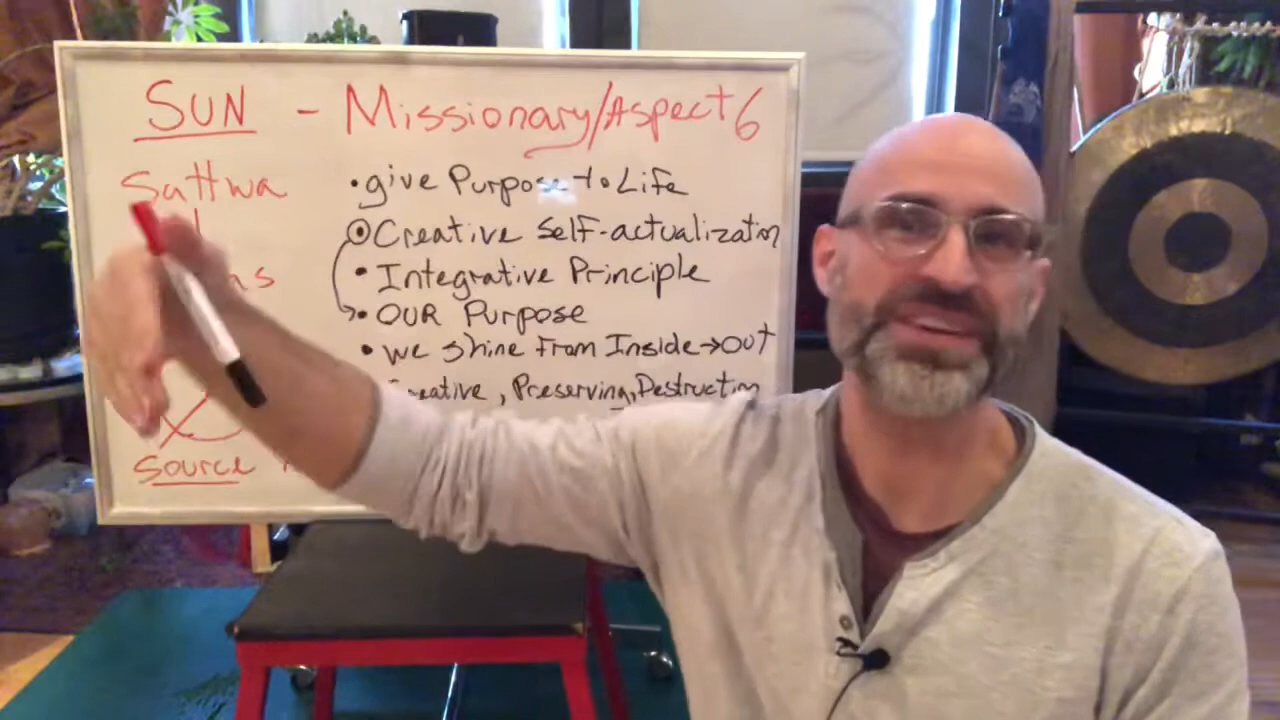 SUN - Missionary/Aspect 6
Sattwa
• give Purpose to Life
Creative Self-actualization
• Integrative Principle
• OUR Purpose
• We Shine From Inside → Out
Creative, Preserving, Destruction
Source